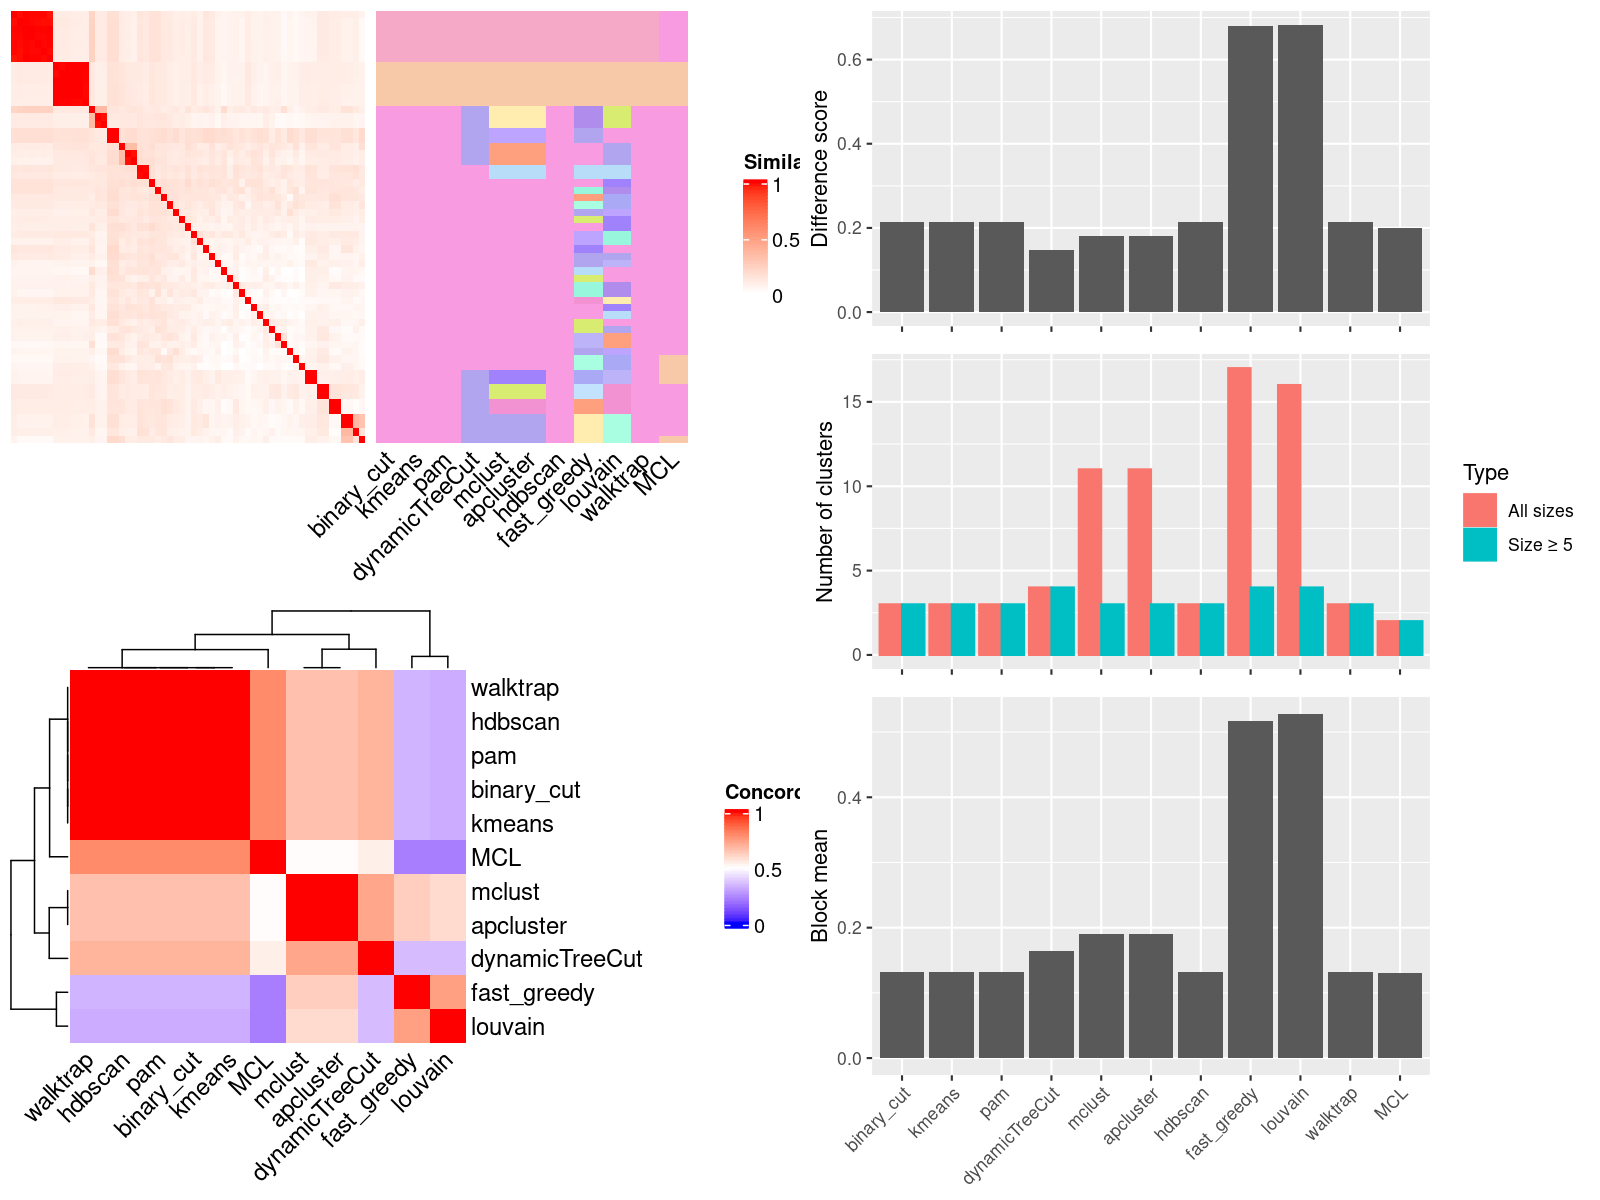 Simila
1
0.5
0
binary_cut
kmeans
pam
dynamicTreeCut
mclust
apcluster
hdbscan
fast_greedy
louvain
walktrap
MCL
walktrap
hdbscan
pam
binary_cut
kmeans
MCL
mclust
apcluster
dynamicTreeCut
fast_greedy
louvain
walktrap
hdbscan
pam
binary_cut
kmeans
MCL
mclust
apcluster
dynamicTreeCut
fast_greedy
louvain
Concord
1
0.5
0
Difference score
0.6
0.4
0.2
0.0
Number of clusters
15
10
5
0
Type
All sizes
Size ≥ 5
Block mean
0.4
0.2
0.0
binary_cut
kmeans
pam
dynamicTreeCut
mclust
apcluster
hdbscan
fast_greedy
louvain
walktrap
MCL